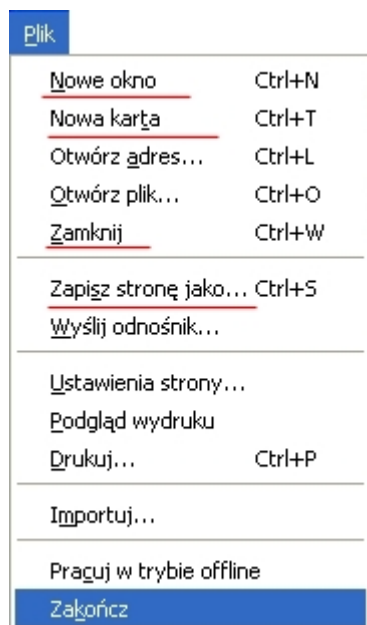 Plik
Nowe okno Ctrl+N
Nowa karta Ctrl+T
Otwórz adres... Ctrl+L
Otwórz plik... Ctrl+O
Zamknij Ctrl+W
Zapisz stronę jako... Ctrl+S
Wyślij odnośnik...
Ustawienia strony...
Podgląd wydruku
Drukuj... Ctrl+P
Importuj...
Pracuj w trybie offline
Zakończ